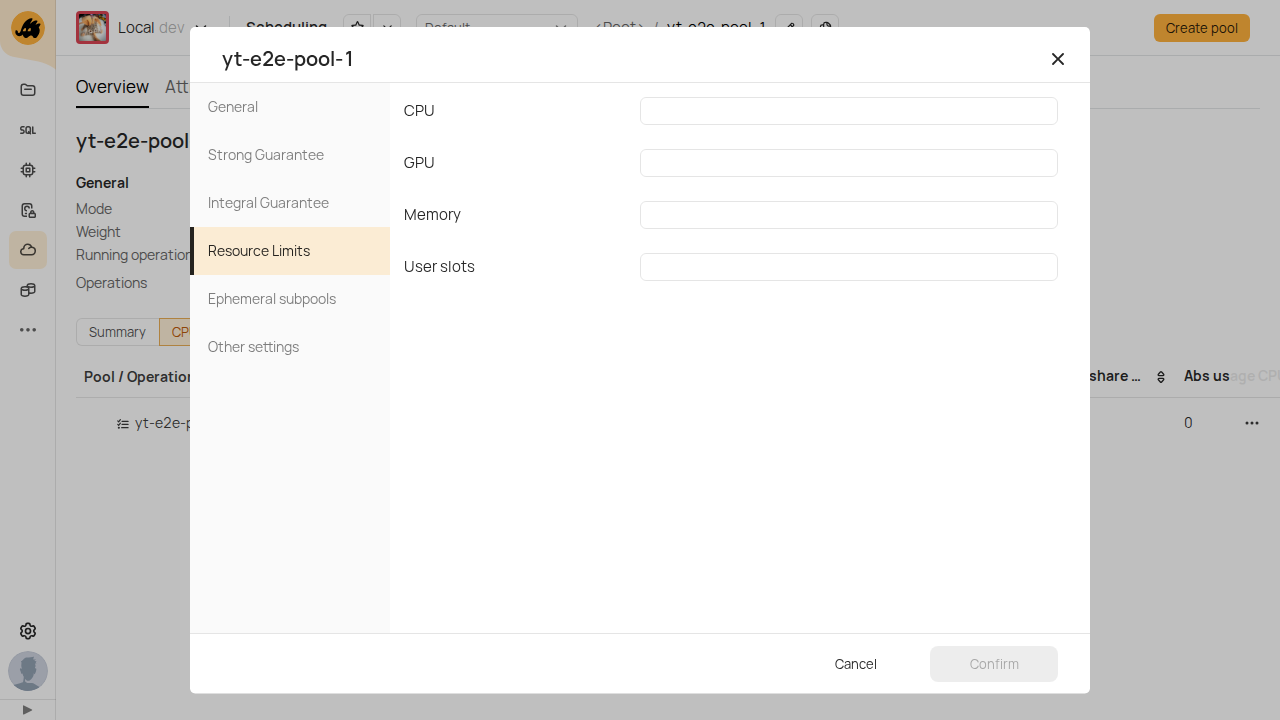 Local dev
Scheduling
Default
<Root> / yt-e2e-pool-1
Create pool
yt-e2e-pool-1
Overview
Att
SQL
yt-e2e-pool
General
Mode
Weight
Running operation
Operations
Summary
CP
Pool / Operation
share ...
Abs usage CPU
yt-e2e-p
0
General
Strong Guarantee
Integral Guarantee
Resource Limits
Ephemeral subpools
Other settings
CPU
GPU
Memory
User slots
Cancel
Confirm